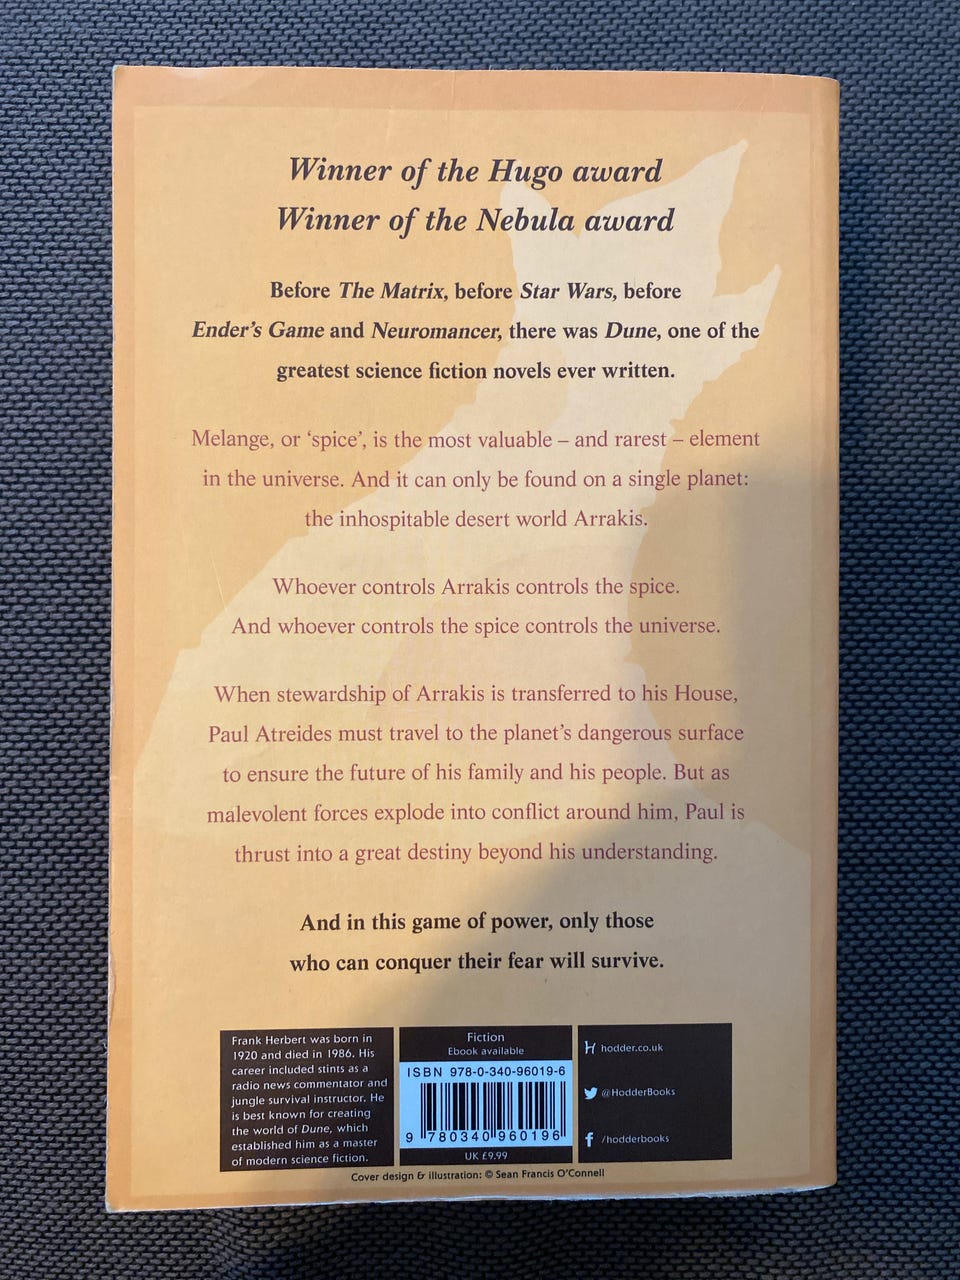 Winner of the Hugo award
Winner of the Nebula award
Before The Matrix, before Star Wars, before
Ender's Game and Neuromancer, there was Dune, one of the
greatest science fiction novels ever written.
Melange, or ‘spice’, is the most valuable – and rarest – element
in the universe. And it can only be found on a single planet:
the inhospitable desert world Arrakis.
Whoever controls Arrakis controls the spice.
And whoever controls the spice controls the universe.
When stewardship of Arrakis is transferred to his House,
Paul Atreides must travel to the planet's dangerous surface
to ensure the future of his family and his people. But as
malevolent forces explode into conflict around him, Paul is
thrust into a great destiny beyond his understanding.
And in this game of power, only those
who can conquer their fear will survive.
Frank Herbert was born in
1920 and died in 1986. His
career included stints as a
radio news commentator and
jungle survival instructor. He
is best known for creating
the world of Dune, which
established him as a master
of modern science fiction.
Fiction
Ebook available
ISBN 978-0-340-96019-6
9 780340 960196
UK £9.99
hodder.co.uk
@HodderBooks
/hodderbooks
Cover design & illustration: © Sean Francis O'Connell